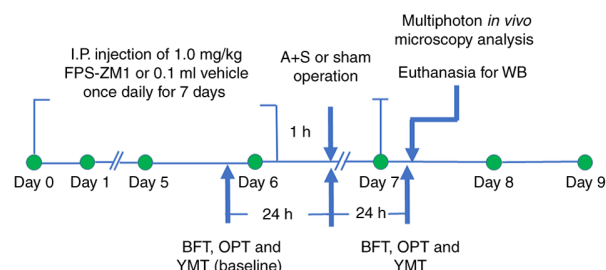 Multiphoton in vivo
microscopy analysis
I.P. injection of 1.0 mg/kg
FPS-ZM1 or 0.1 ml vehicle
once daily for 7 days
A+S or sham
operation
Euthanasia for WB
1 h
Day 0 Day 1 Day 5 Day 6 Day 7 Day 8 Day 9
24 h 24 h
BFT, OPT and
YMT (baseline)
BFT, OPT and
YMT